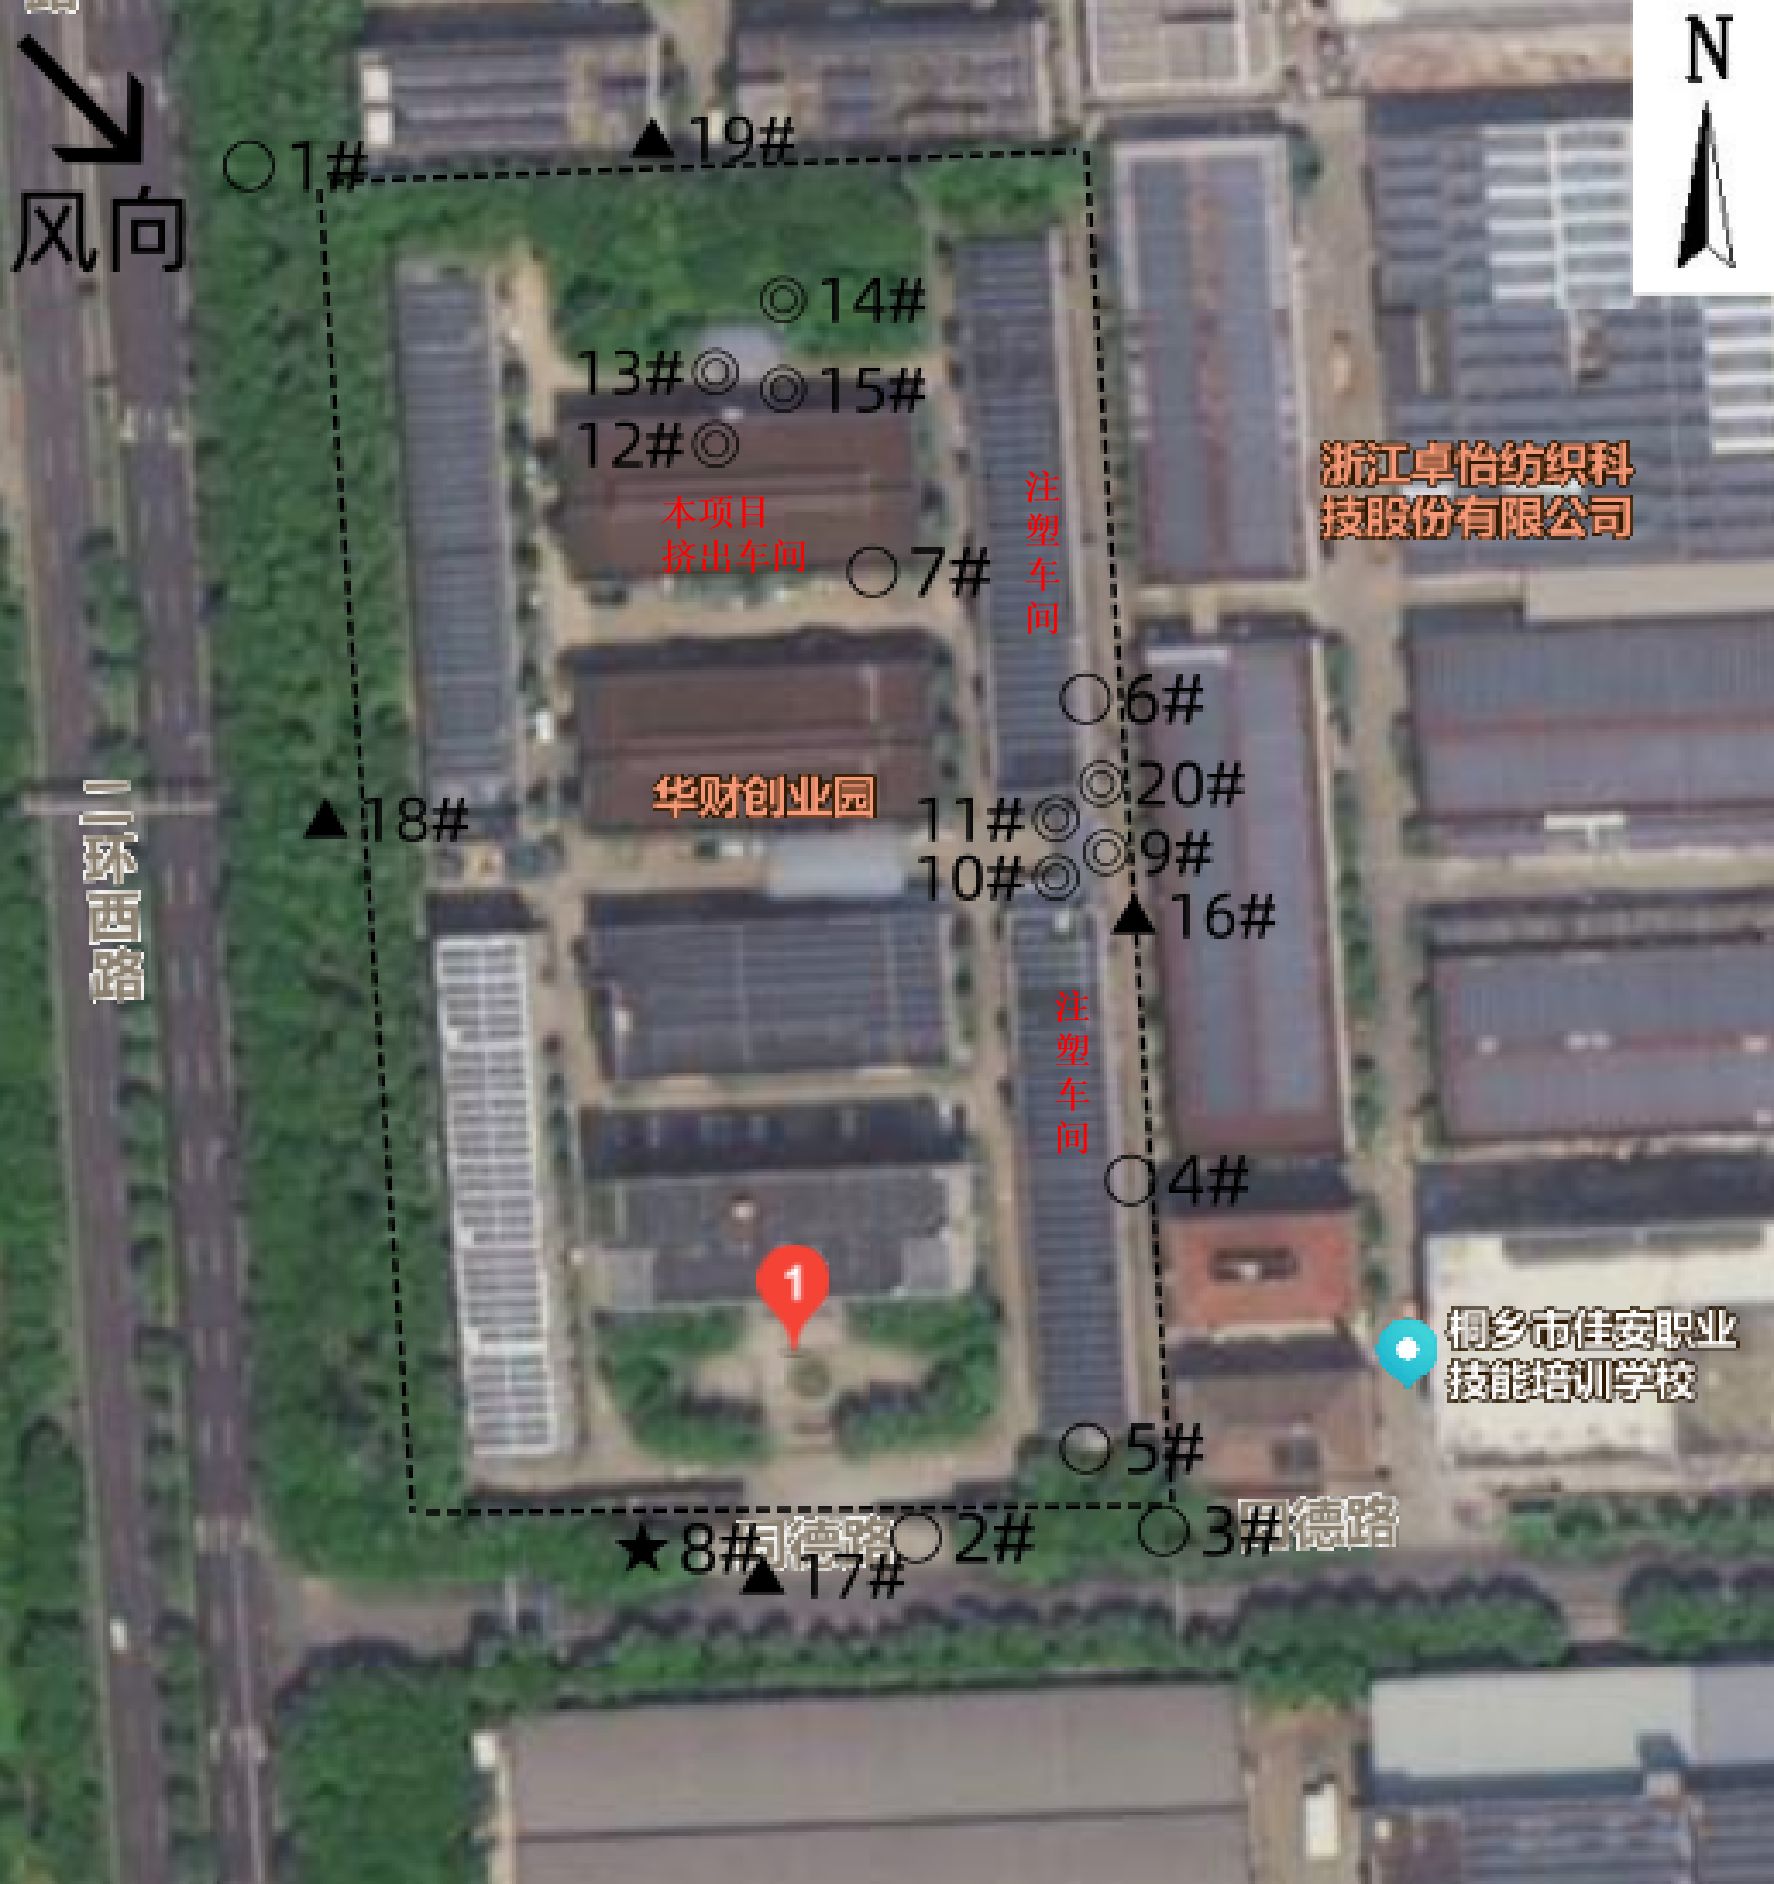 N
风向
1#
19#
14#
13#
15#
12#
本项目
挤出车间
7#
注
塑
车
间
浙江卓怡纺织科
技股份有限公司
6#
二环西路
华财创业园
18#
20#
11#
9#
10#
16#
注
塑
车
间
4#
1
桐乡市佳安职业
技能培训学校
5#
8#
同德路
2#
3#
同德路
17#